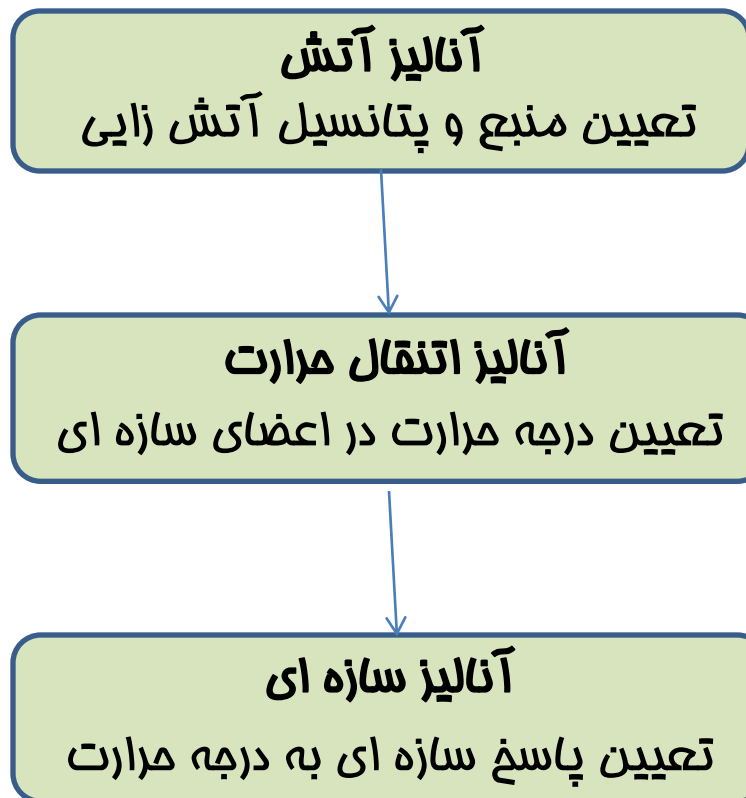 آنالیز آتش
تعیین منبع و پتانسیل آتش زایی
آنالیز اتنقال حرارت
تعیین درجه حرارت در اعضای سازه ای
آنالیز سازه ای
تعیین پاسخ سازه ای به درجه حرارت